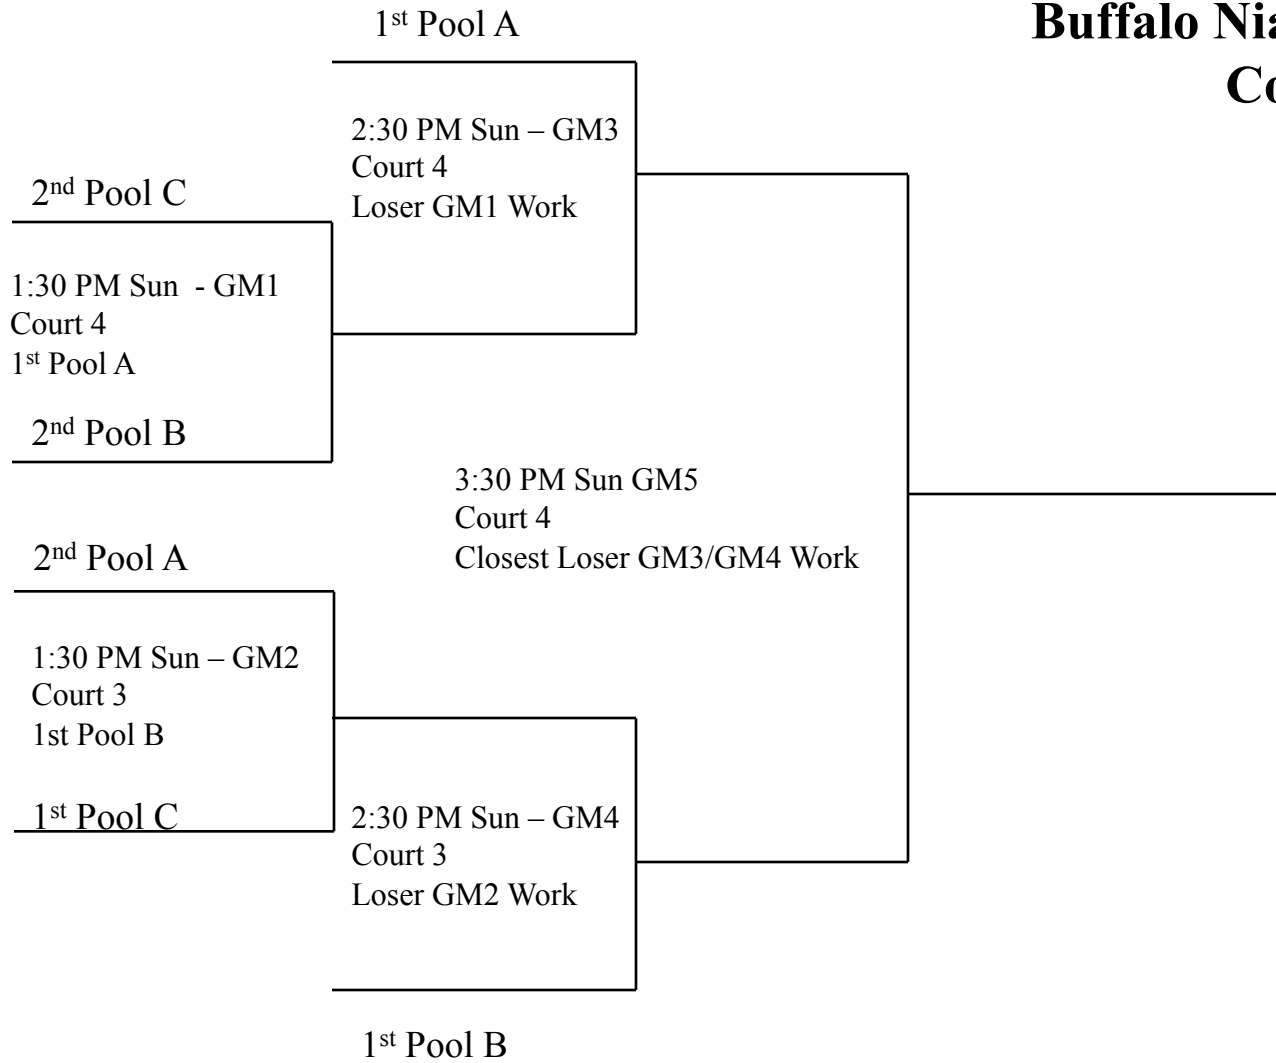 1st Pool A
Buffalo Nia
Co
2:30 PM Sun – GM3
Court 4
Loser GM1 Work
2nd Pool C
1:30 PM Sun  - GM1
Court 4
1st Pool A
2nd Pool B
3:30 PM Sun GM5
Court 4
Closest Loser GM3/GM4 Work
2nd Pool A
1:30 PM Sun – GM2
Court 3
1st Pool B
1st Pool C
2:30 PM Sun – GM4
Court 3
Loser GM2 Work
1st Pool B